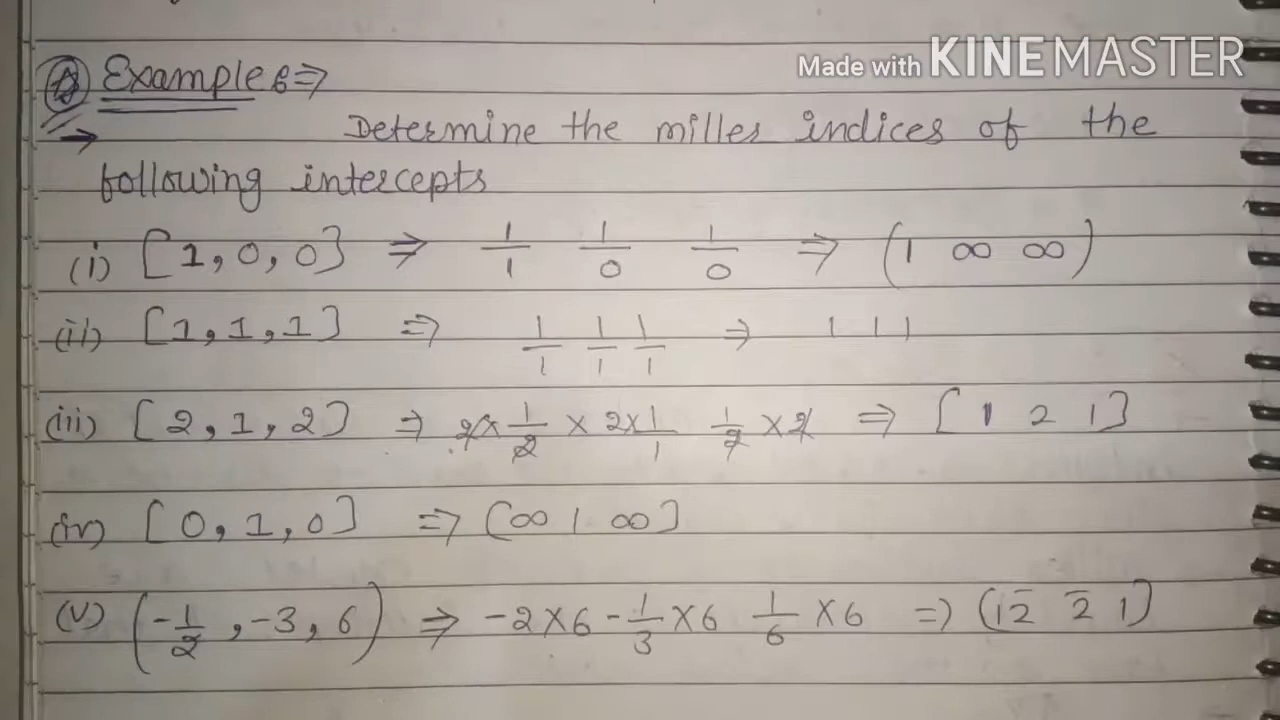 Made with KINEMASTER
Example 6 ⇒
→ Determine the miller indices of the
following intercepts
(i) [1, 0, 0] ⇒ 1/1 1/0 1/0 ⇒ (1 ∞ ∞)
(ii) [1, 1, 1] ⇒ 1/1 1/1 1/1 ⇒ 1 1 1
(iii) [2, 1, 2] ⇒ 2 × 1/2 × 2 × 1/1 1/2 × 2 ⇒ [1 2 1]
(iv) [0, 1, 0] ⇒ [∞ 1 ∞]
(v) (-1/2, -3, 6) ⇒ -2 × 6 - 1/3 × 6 1/6 × 6 ⇒ (12̅ 2̅ 1)